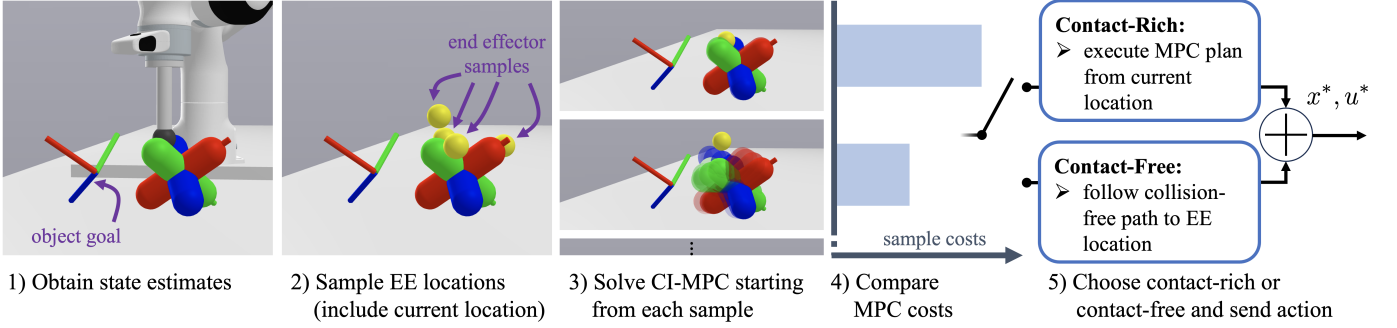 object goal
1) Obtain state estimates
end effector
samples
2) Sample EE locations
(include current location)
⋮
3) Solve CI-MPC starting
from each sample
sample costs
4) Compare
MPC costs
Contact-Rich:
➢ execute MPC plan
from current
location
Contact-Free:
➢ follow collision-
free path to EE
location
x*, u*
5) Choose contact-rich or
contact-free and send action